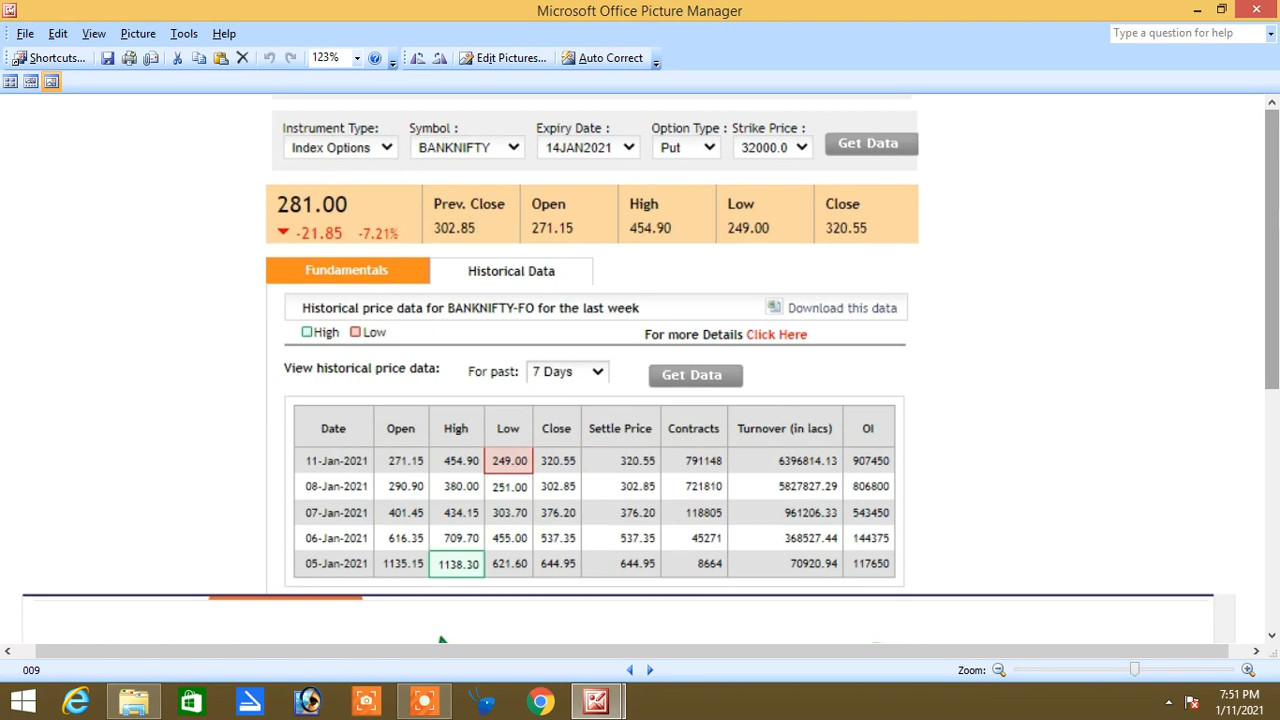 Microsoft Office Picture Manager
File Edit View Picture Tools Help
Type a question for help
Shortcuts... 123% Edit Pictures... Auto Correct
Instrument Type: Symbol : Expiry Date : Option Type : Strike Price :
Index Options BANKNIFTY 14JAN2021 Put 32000.0 Get Data
281.00 Prev. Close Open High Low Close
-21.85 -7.21% 302.85 271.15 454.90 249.00 320.55
Fundamentals Historical Data
Historical price data for BANKNIFTY-FO for the last week Download this data
High Low For more Details Click Here
View historical price data: For past: 7 Days Get Data
Date Open High Low Close Settle Price Contracts Turnover (in lacs) OI
11-Jan-2021 271.15 454.90 249.00 320.55 320.55 791148 6396814.13 907450
08-Jan-2021 290.90 380.00 251.00 302.85 302.85 721810 5827827.29 806800
07-Jan-2021 401.45 434.15 303.70 376.20 376.20 118805 961206.33 543450
06-Jan-2021 616.35 709.70 455.00 537.35 537.35 45271 368527.44 144375
05-Jan-2021 1135.15 1138.30 621.60 644.95 644.95 8664 70920.94 117650
009 Zoom:
7:51 PM
1/11/2021